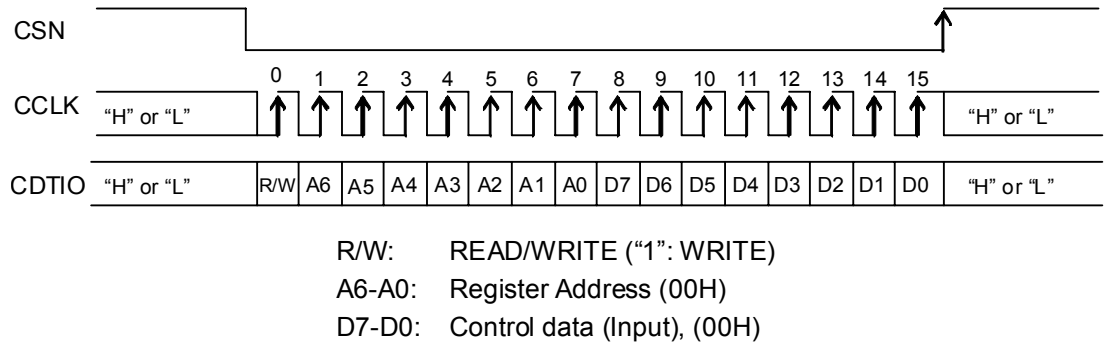 CSN
0 1 2 3 4 5 6 7 8 9 10 11 12 13 14 15
CCLK "H" or "L" "H" or "L"
CDTIO "H" or "L" R/W A6 A5 A4 A3 A2 A1 A0 D7 D6 D5 D4 D3 D2 D1 D0 "H" or "L"
R/W: READ/WRITE (“1”: WRITE)
A6-A0: Register Address (00H)
D7-D0: Control data (Input), (00H)